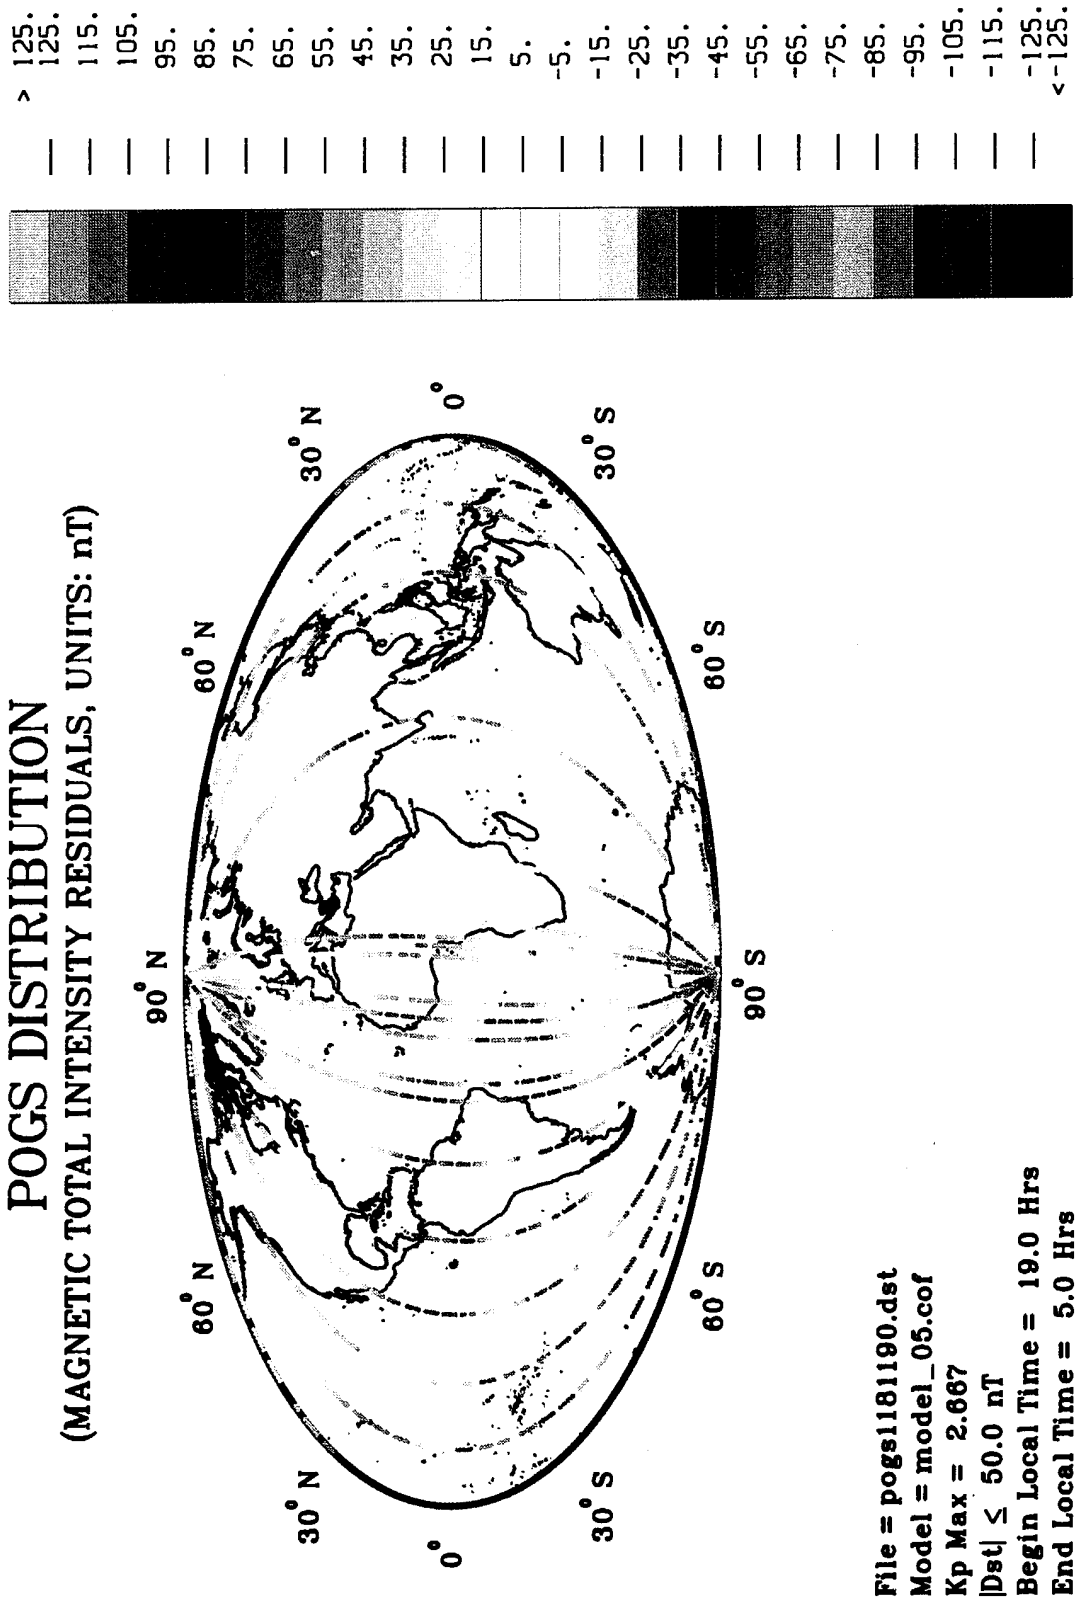 POGS DISTRIBUTION
(MAGNETIC TOTAL INTENSITY RESIDUALS, UNITS: nT)
90° N
60° N
60° N
30° N
30° N
0°
0°
30° S
30° S
60° S
60° S
90° S
> 125.
125.
115.
105.
95.
85.
75.
65.
55.
45.
35.
25.
15.
5.
-5.
-15.
-25.
-35.
-45.
-55.
-65.
-75.
-85.
-95.
-105.
-115.
-125.
<-125.
File = pogs1181190.dst
Model = model_05.cof
Kp Max = 2.667
|Dst| ≤ 50.0 nT
Begin Local Time = 19.0 Hrs
End Local Time = 5.0 Hrs